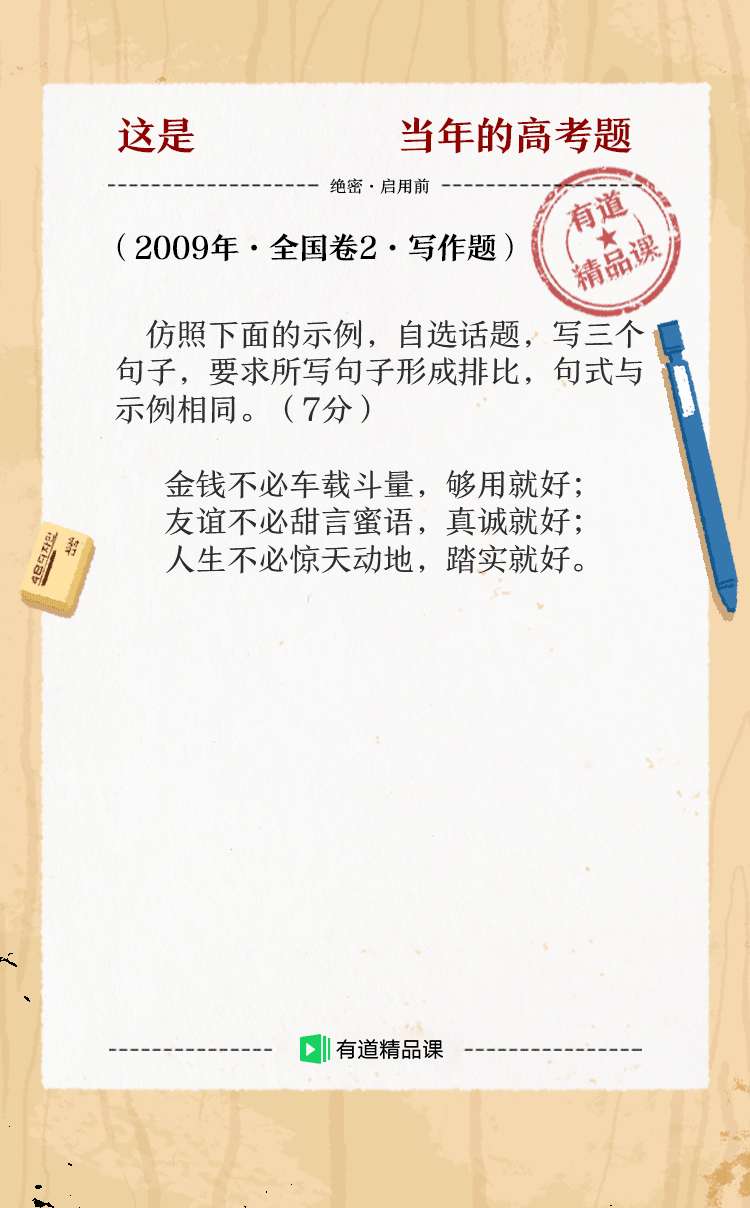 这是 当年的高考题
绝密·启用前
有道
精品课
（2009年·全国卷2·写作题）
仿照下面的示例，自选话题，写三个
句子，要求所写句子形成排比，句式与
示例相同。（7分）
金钱不必车载斗量，够用就好；
友谊不必甜言蜜语，真诚就好；
人生不必惊天动地，踏实就好。
有道精品课